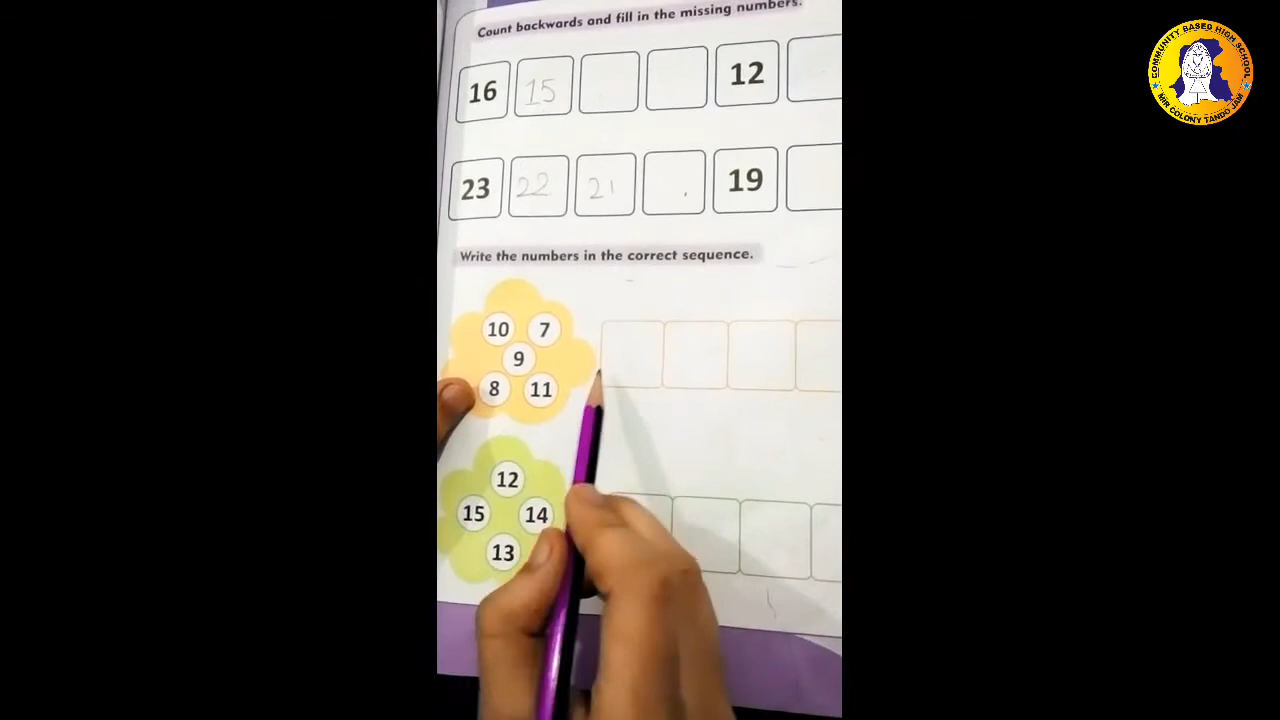 Count backwards and fill in the missing numbers.
16 15 12
23 22 21 19
Write the numbers in the correct sequence.
10 7
9
8 11
12
15 14
13
COMMUNITY BASED HIGH SCHOOL
MIR COLONY TANDO JAM